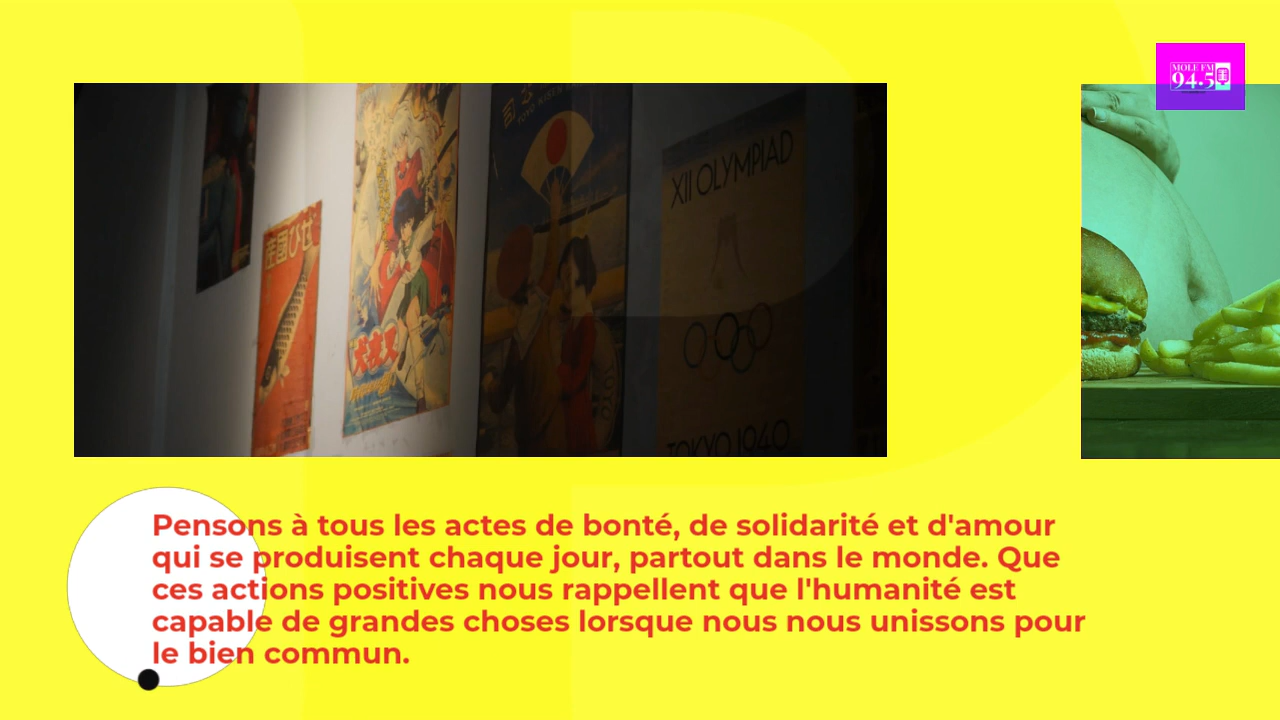 MOLE FM
94.5
XII OLYMPIAD
TOKYO 1940
Pensons à tous les actes de bonté, de solidarité et d'amour
qui se produisent chaque jour, partout dans le monde. Que
ces actions positives nous rappellent que l'humanité est
capable de grandes choses lorsque nous nous unissons pour
le bien commun.